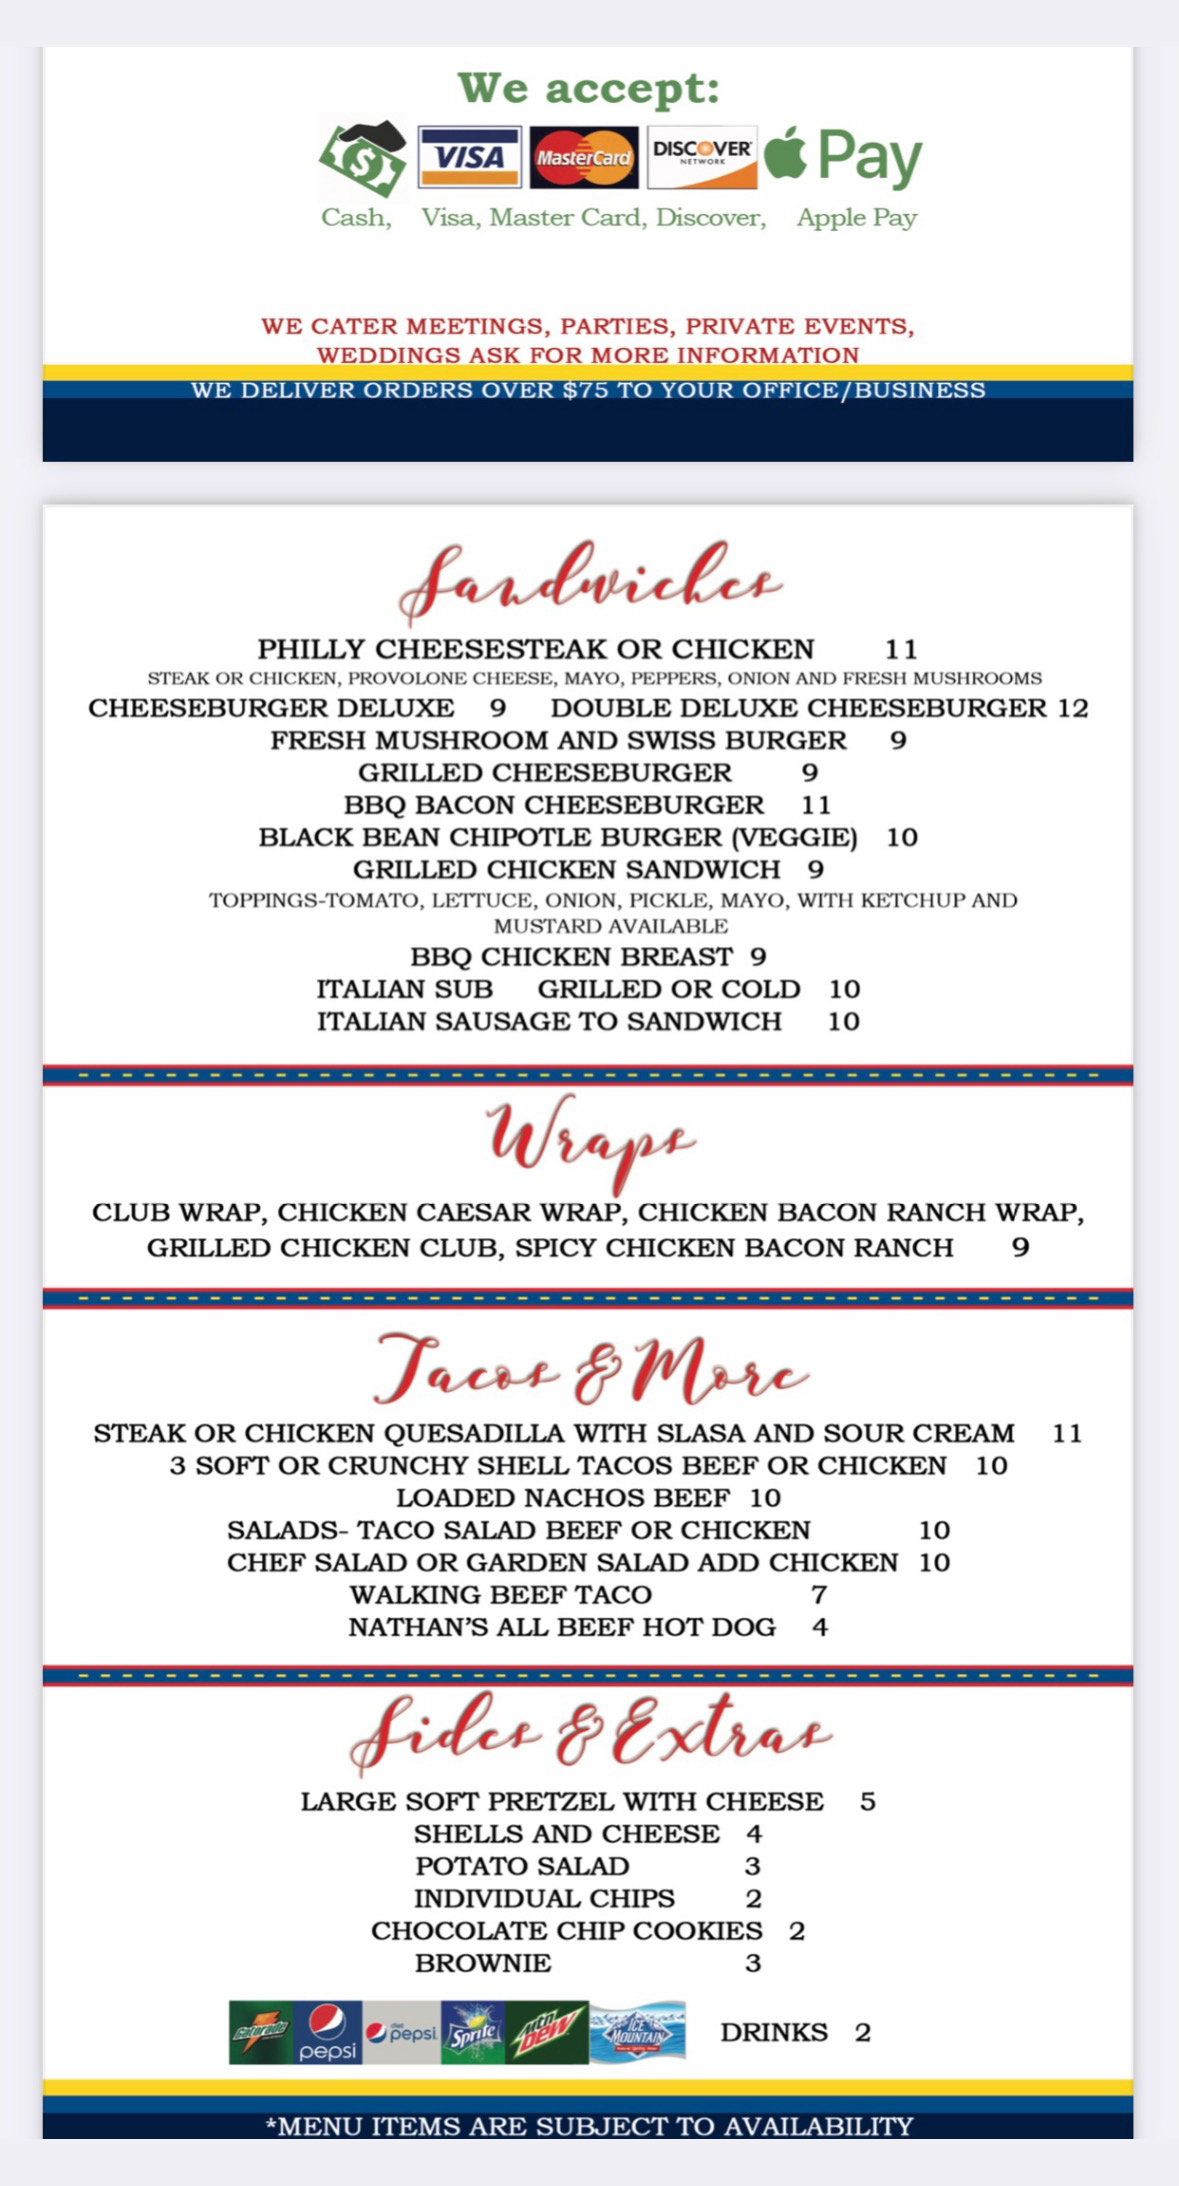 We accept:
VISA MasterCard DISCOVER NETWORK Pay
Cash, Visa, Master Card, Discover, Apple Pay
WE CATER MEETINGS, PARTIES, PRIVATE EVENTS,
WEDDINGS ASK FOR MORE INFORMATION
WE DELIVER ORDERS OVER $75 TO YOUR OFFICE/BUSINESS
Sandwiches
PHILLY CHEESESTEAK OR CHICKEN 11
STEAK OR CHICKEN, PROVOLONE CHEESE, MAYO, PEPPERS, ONION AND FRESH MUSHROOMS
CHEESEBURGER DELUXE 9 DOUBLE DELUXE CHEESEBURGER 12
FRESH MUSHROOM AND SWISS BURGER 9
GRILLED CHEESEBURGER 9
BBQ BACON CHEESEBURGER 11
BLACK BEAN CHIPOTLE BURGER (VEGGIE) 10
GRILLED CHICKEN SANDWICH 9
TOPPINGS-TOMATO, LETTUCE, ONION, PICKLE, MAYO, WITH KETCHUP AND
MUSTARD AVAILABLE
BBQ CHICKEN BREAST 9
ITALIAN SUB GRILLED OR COLD 10
ITALIAN SAUSAGE TO SANDWICH 10
Wraps
CLUB WRAP, CHICKEN CAESAR WRAP, CHICKEN BACON RANCH WRAP,
GRILLED CHICKEN CLUB, SPICY CHICKEN BACON RANCH 9
Tacos & More
STEAK OR CHICKEN QUESADILLA WITH SLASA AND SOUR CREAM 11
3 SOFT OR CRUNCHY SHELL TACOS BEEF OR CHICKEN 10
LOADED NACHOS BEEF 10
SALADS- TACO SALAD BEEF OR CHICKEN 10
CHEF SALAD OR GARDEN SALAD ADD CHICKEN 10
WALKING BEEF TACO 7
NATHAN'S ALL BEEF HOT DOG 4
Sides & Extras
LARGE SOFT PRETZEL WITH CHEESE 5
SHELLS AND CHEESE 4
POTATO SALAD 3
INDIVIDUAL CHIPS 2
CHOCOLATE CHIP COOKIES 2
BROWNIE 3
Gatorade pepsi diet pepsi Sprite Mtn Dew ICE MOUNTAIN DRINKS 2
*MENU ITEMS ARE SUBJECT TO AVAILABILITY